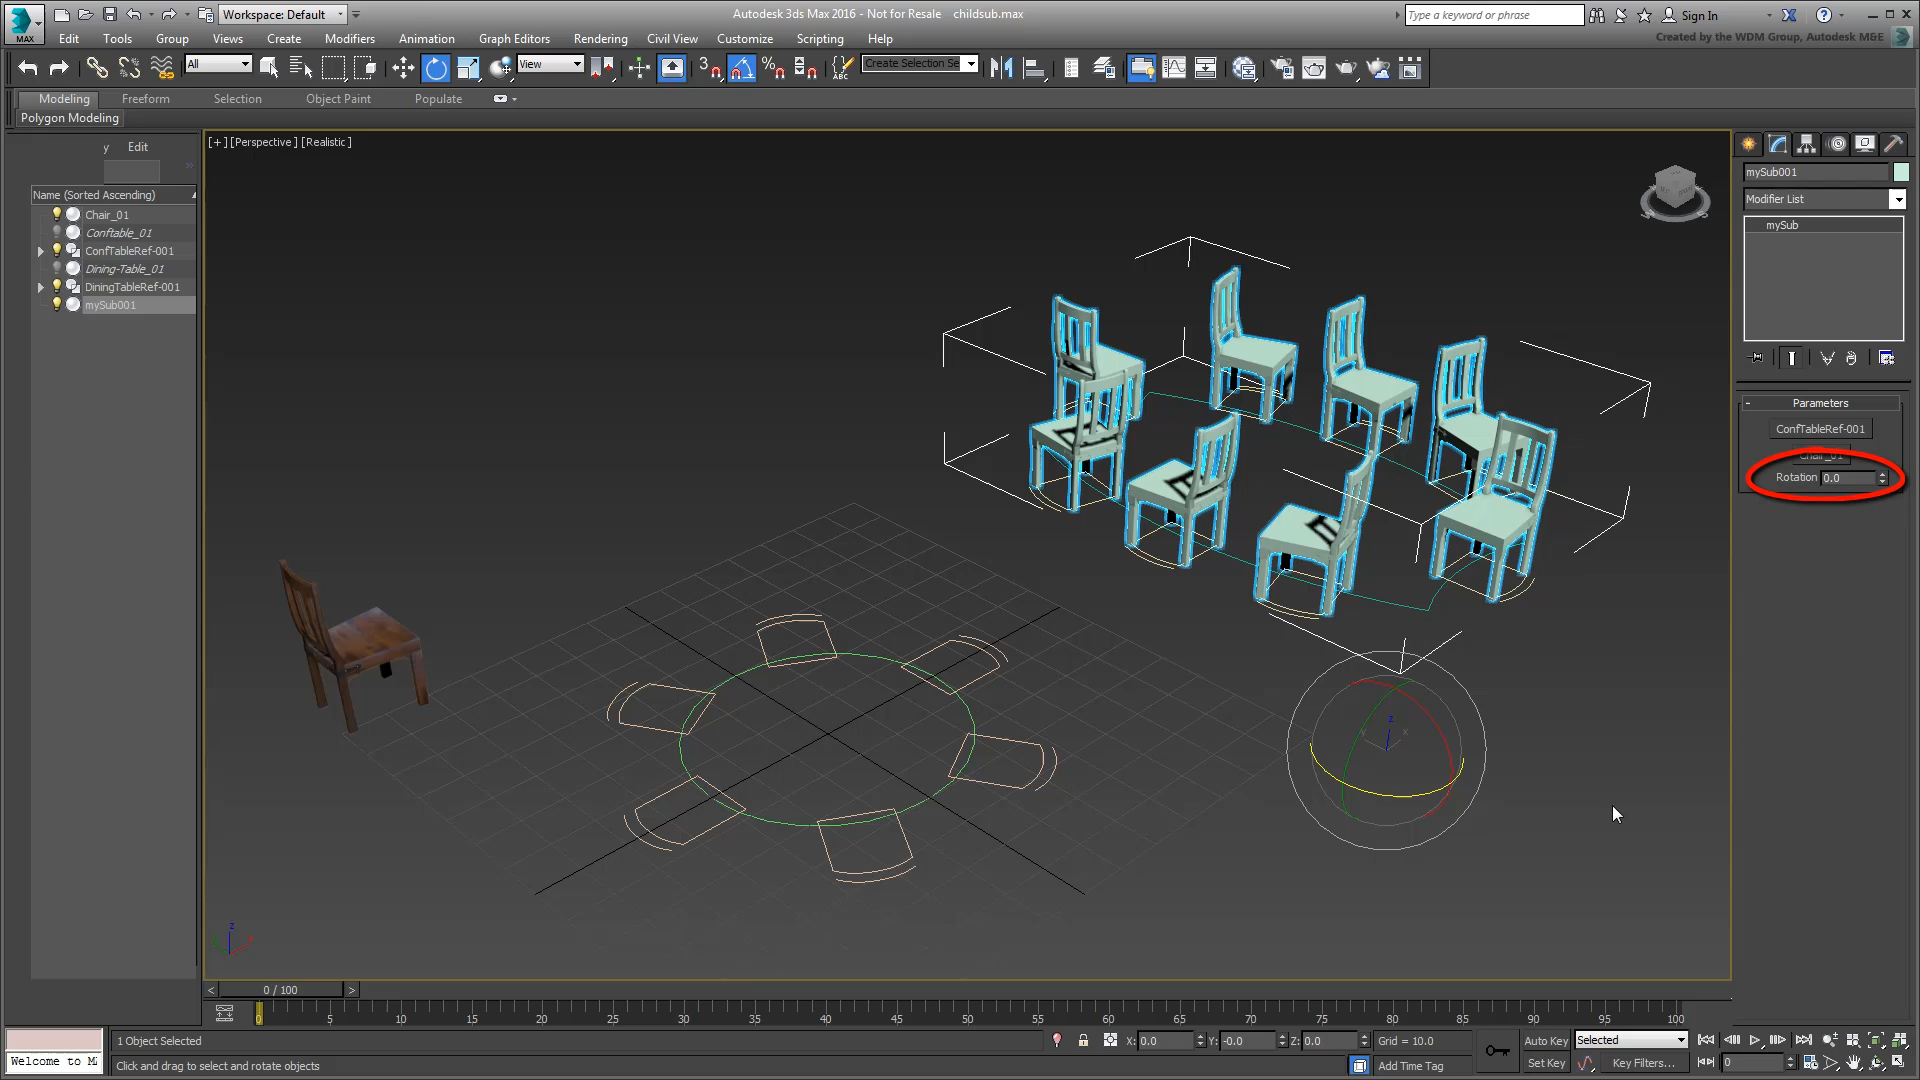 Workspace: Default
Autodesk 3ds Max 2016 - Not for Resale childsub.max
Type a keyword or phrase
Sign In
MAX
Edit Tools Group Views Create Modifiers Animation Graph Editors Rendering Civil View Customize Scripting Help
Created by the WDM Group, Autodesk M&E
All
View
3
%
ABC
Create Selection Se
Modeling Freeform Selection Object Paint Populate
Polygon Modeling
y Edit
Name (Sorted Ascending)
Chair_01
Conftable_01
ConfTableRef-001
Dining-Table_01
DiningTableRef-001
mySub001
[+] [Perspective] [Realistic]
mySub001
Modifier List
mySub
- Parameters
ConfTableRef-001
Chair_01
Rotation 0.0
z
y x
z
< 0 / 100 >
0 5 10 15 20 25 30 35 40 45 50 55 60 65 70 75 80 85 90 95 100
1 Object Selected
X: 0.0 Y: -0.0 Z: 0.0 Grid = 10.0
Auto Key Selected
Welcome to M
Click and drag to select and rotate objects
Add Time Tag
Set Key Key Filters... 0